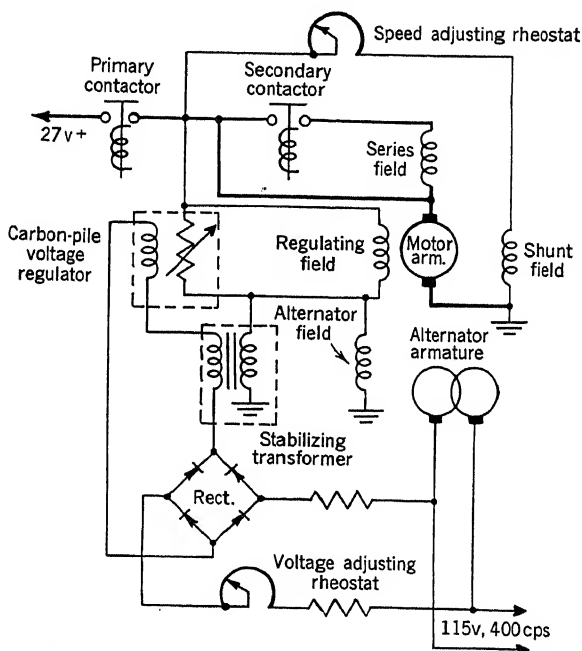 Speed adjusting rheostat
Primary
contactor
Secondary
contactor
27v+
Series
field
Carbon-pile
voltage
regulator
Regulating
field
Motor
arm.
Shunt
field
Alternator
field
Alternator
armature
Stabilizing
transformer
Rect.
Voltage adjusting
rheostat
115v, 400cps